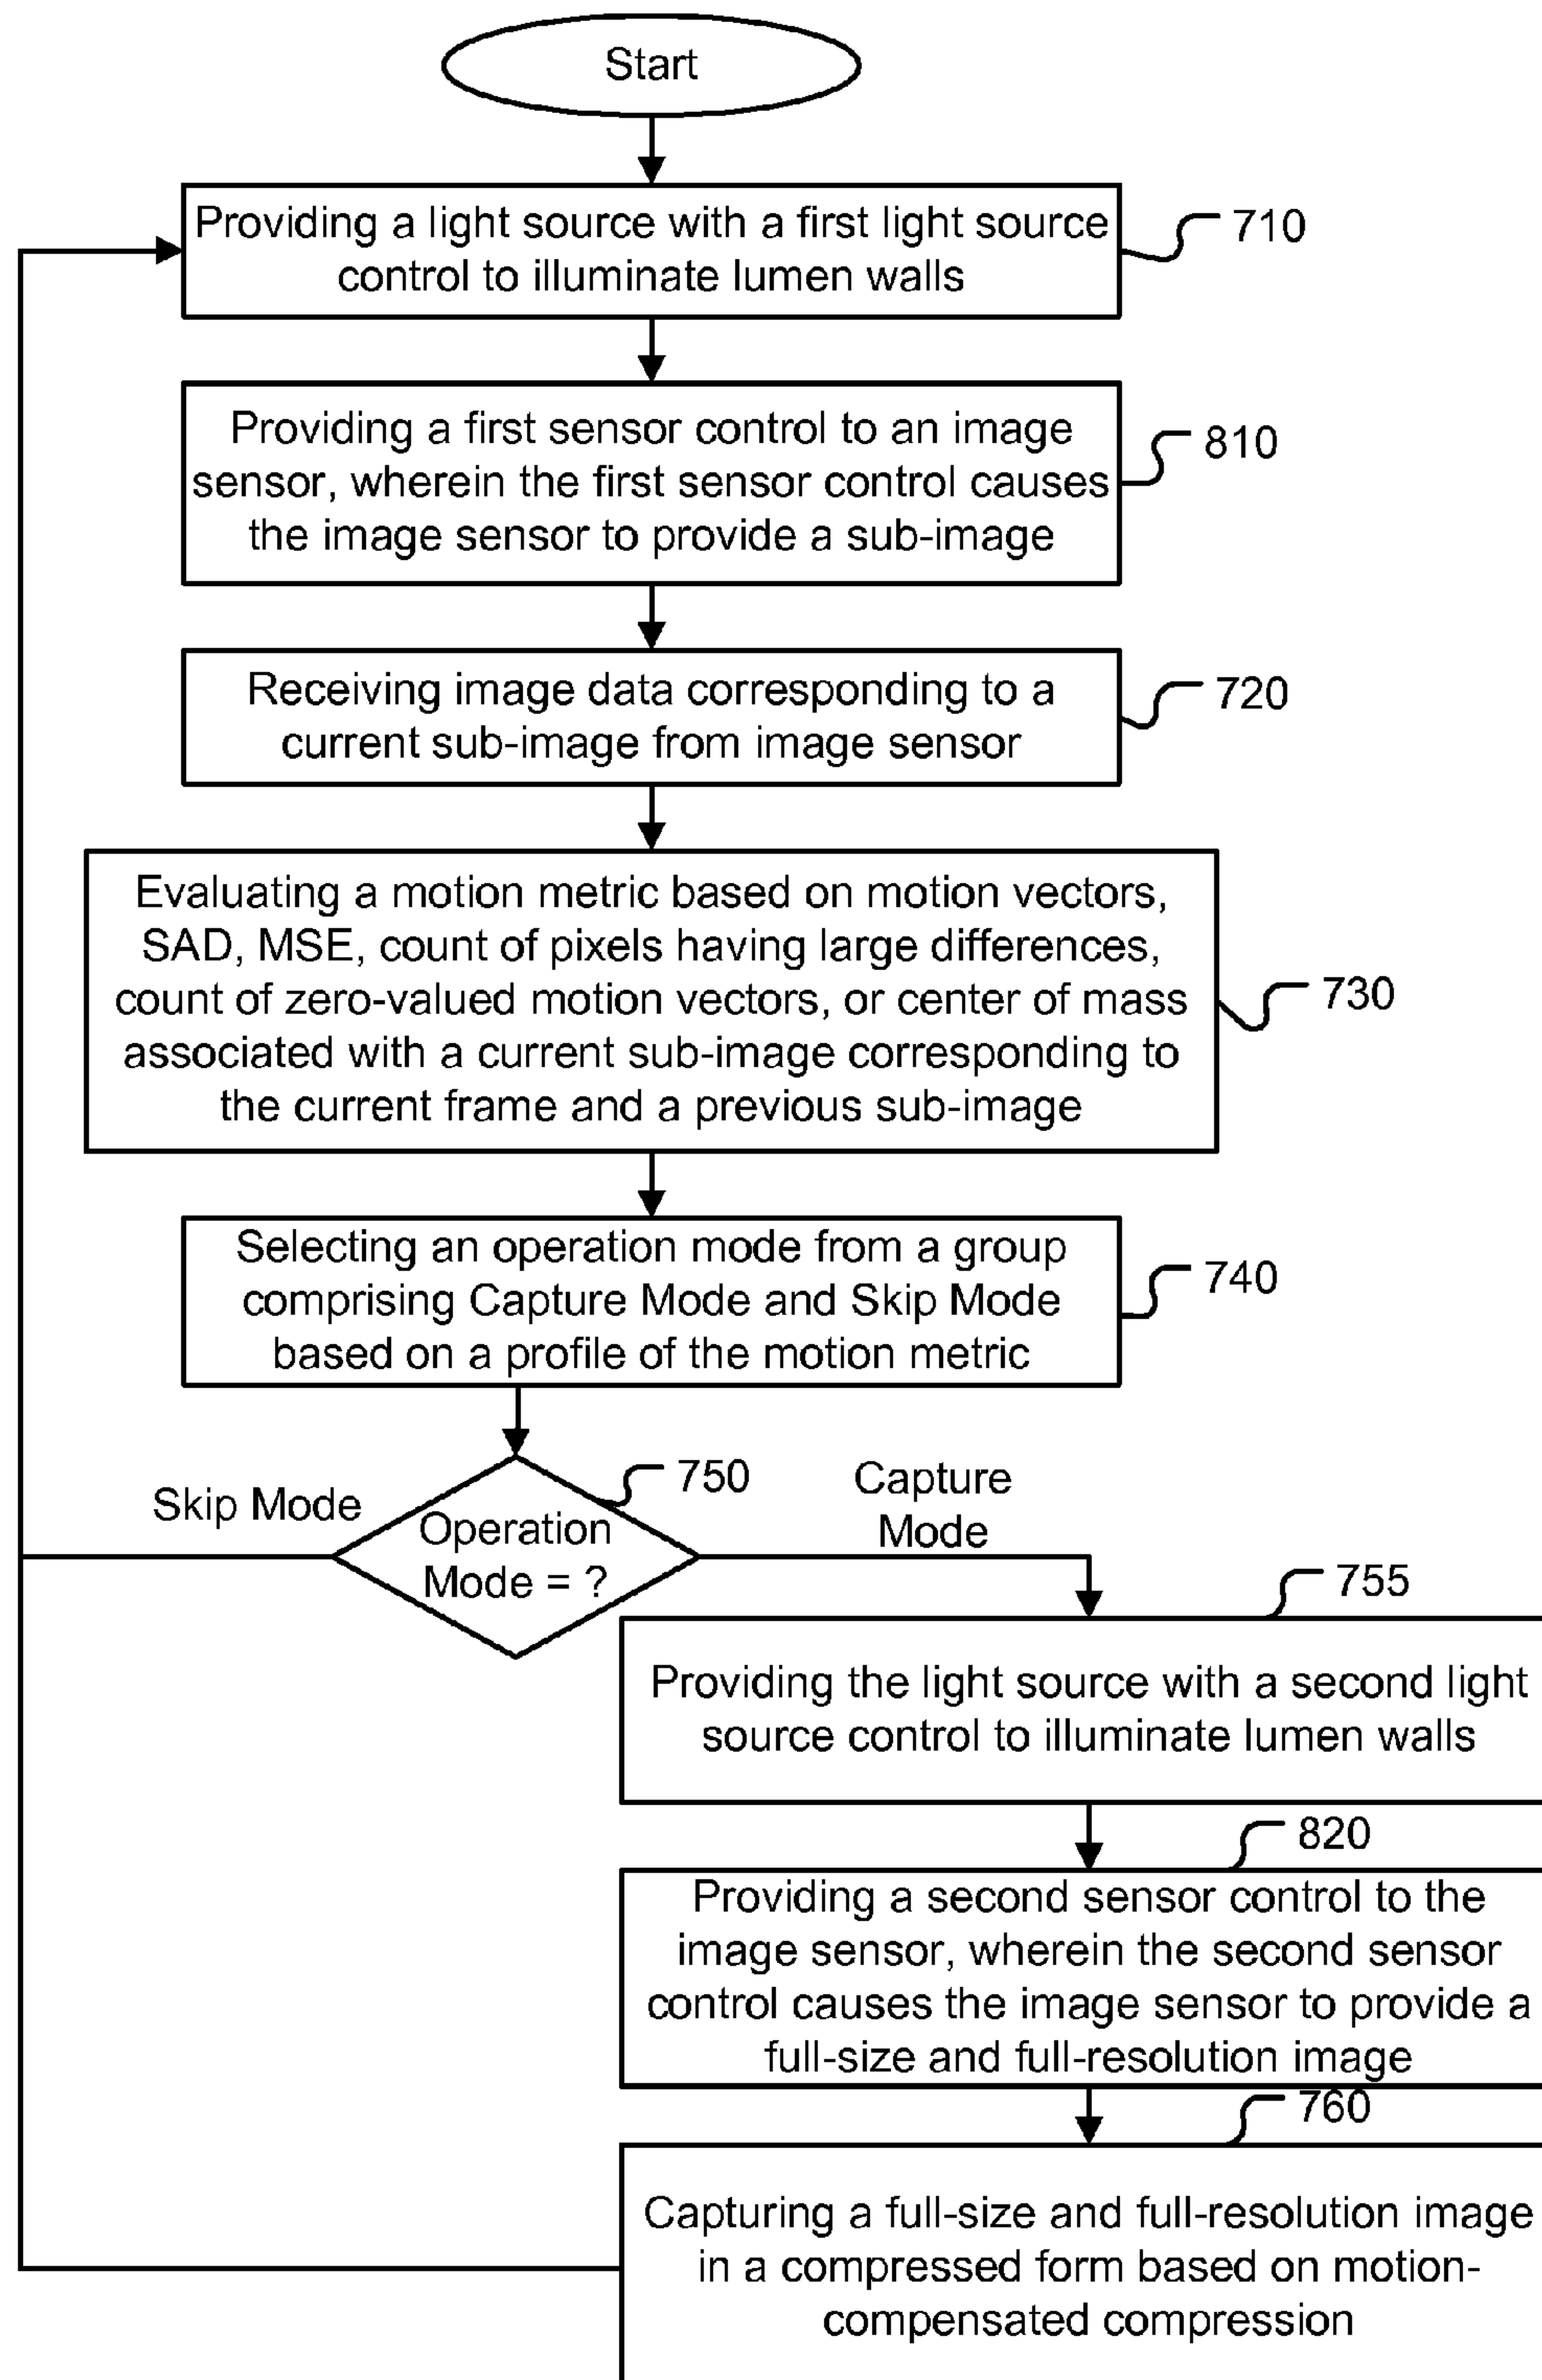 Start
Providing a light source with a first light source
control to illuminate lumen walls
710
Providing a first sensor control to an image
sensor, wherein the first sensor control causes
the image sensor to provide a sub-image
810
Receiving image data corresponding to a
current sub-image from image sensor
720
Evaluating a motion metric based on motion vectors,
SAD, MSE, count of pixels having large differences,
count of zero-valued motion vectors, or center of mass
associated with a current sub-image corresponding to
the current frame and a previous sub-image
730
Selecting an operation mode from a group
comprising Capture Mode and Skip Mode
based on a profile of the motion metric
740
Skip Mode
Operation
Mode = ?
750
Capture
Mode
755
Providing the light source with a second light
source control to illuminate lumen walls
820
Providing a second sensor control to the
image sensor, wherein the second sensor
control causes the image sensor to provide a
full-size and full-resolution image
760
Capturing a full-size and full-resolution image
in a compressed form based on motion-
compensated compression